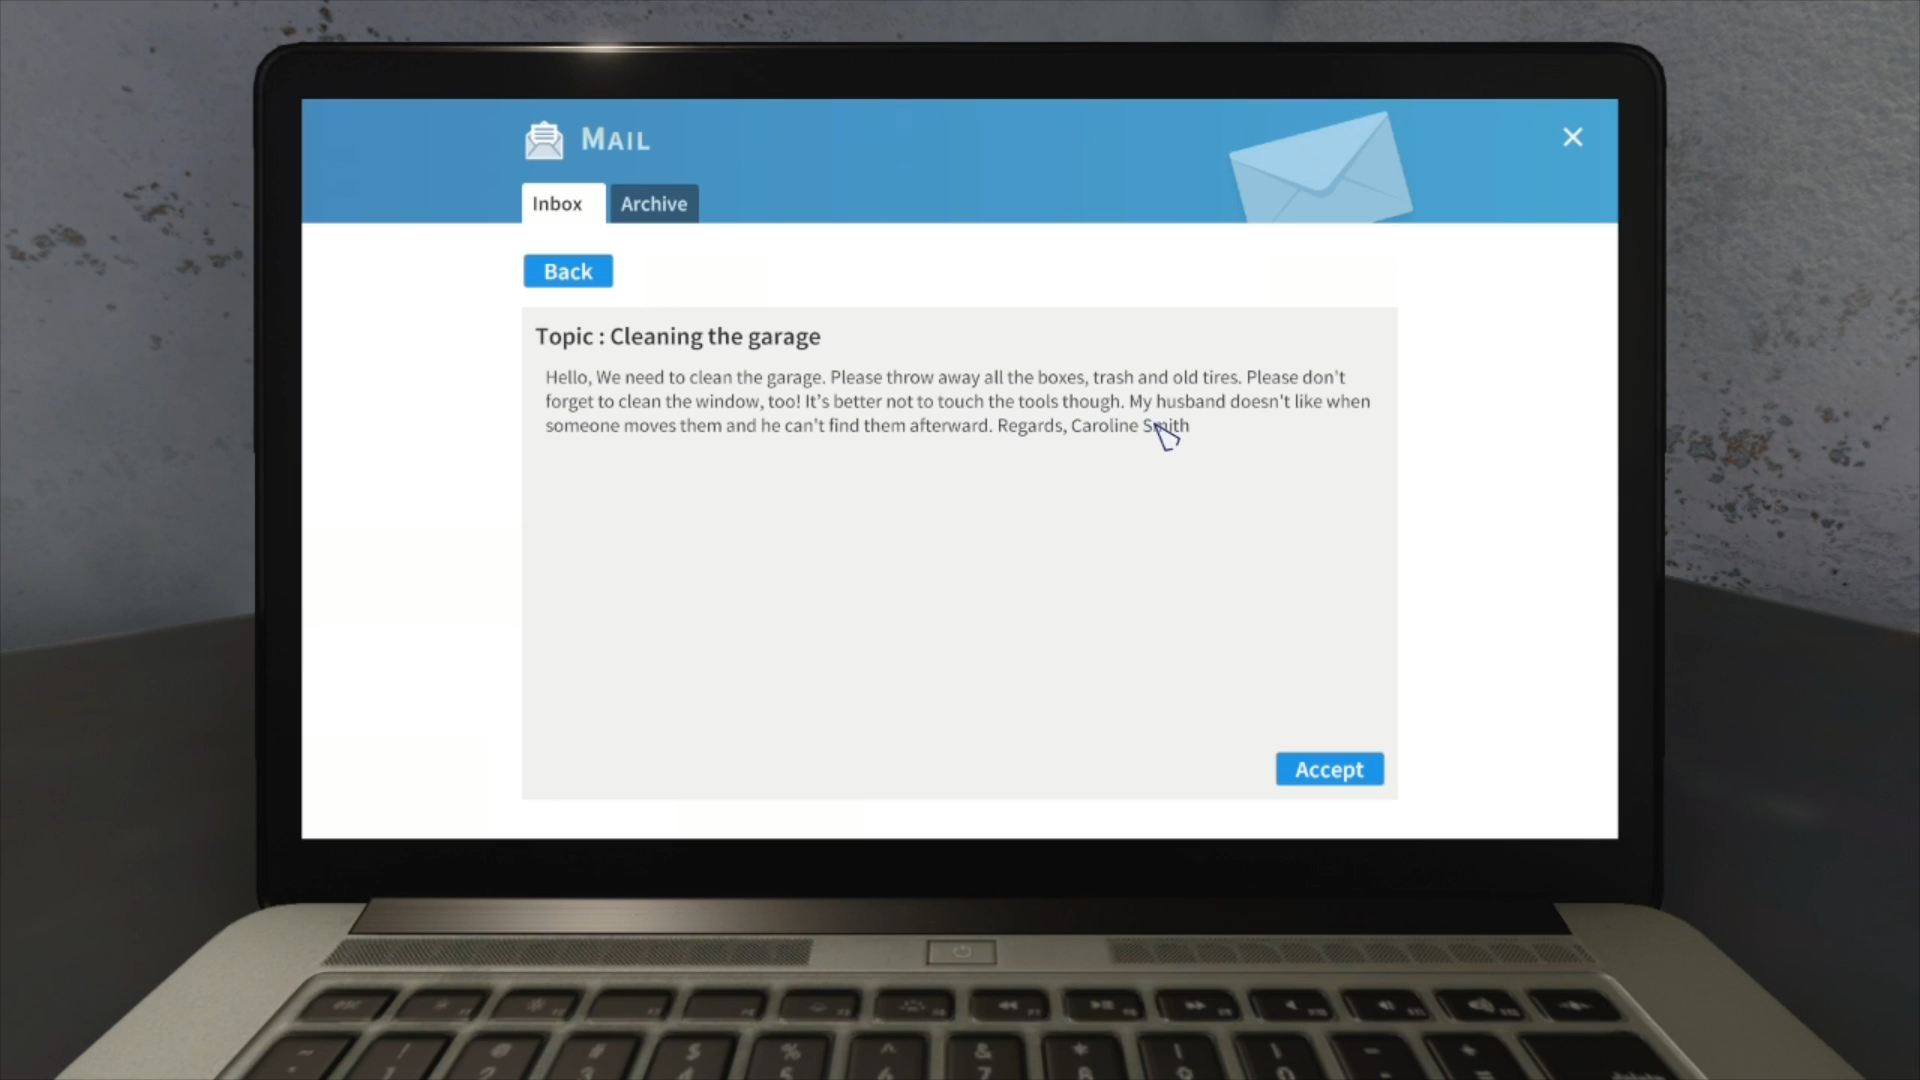 MAIL
Inbox
Archive
Back
Topic : Cleaning the garage
Hello, We need to clean the garage. Please throw away all the boxes, trash and old tires. Please don't
forget to clean the window, too! It's better not to touch the tools though. My husband doesn't like when
someone moves them and he can't find them afterward. Regards, Caroline Smith
Accept